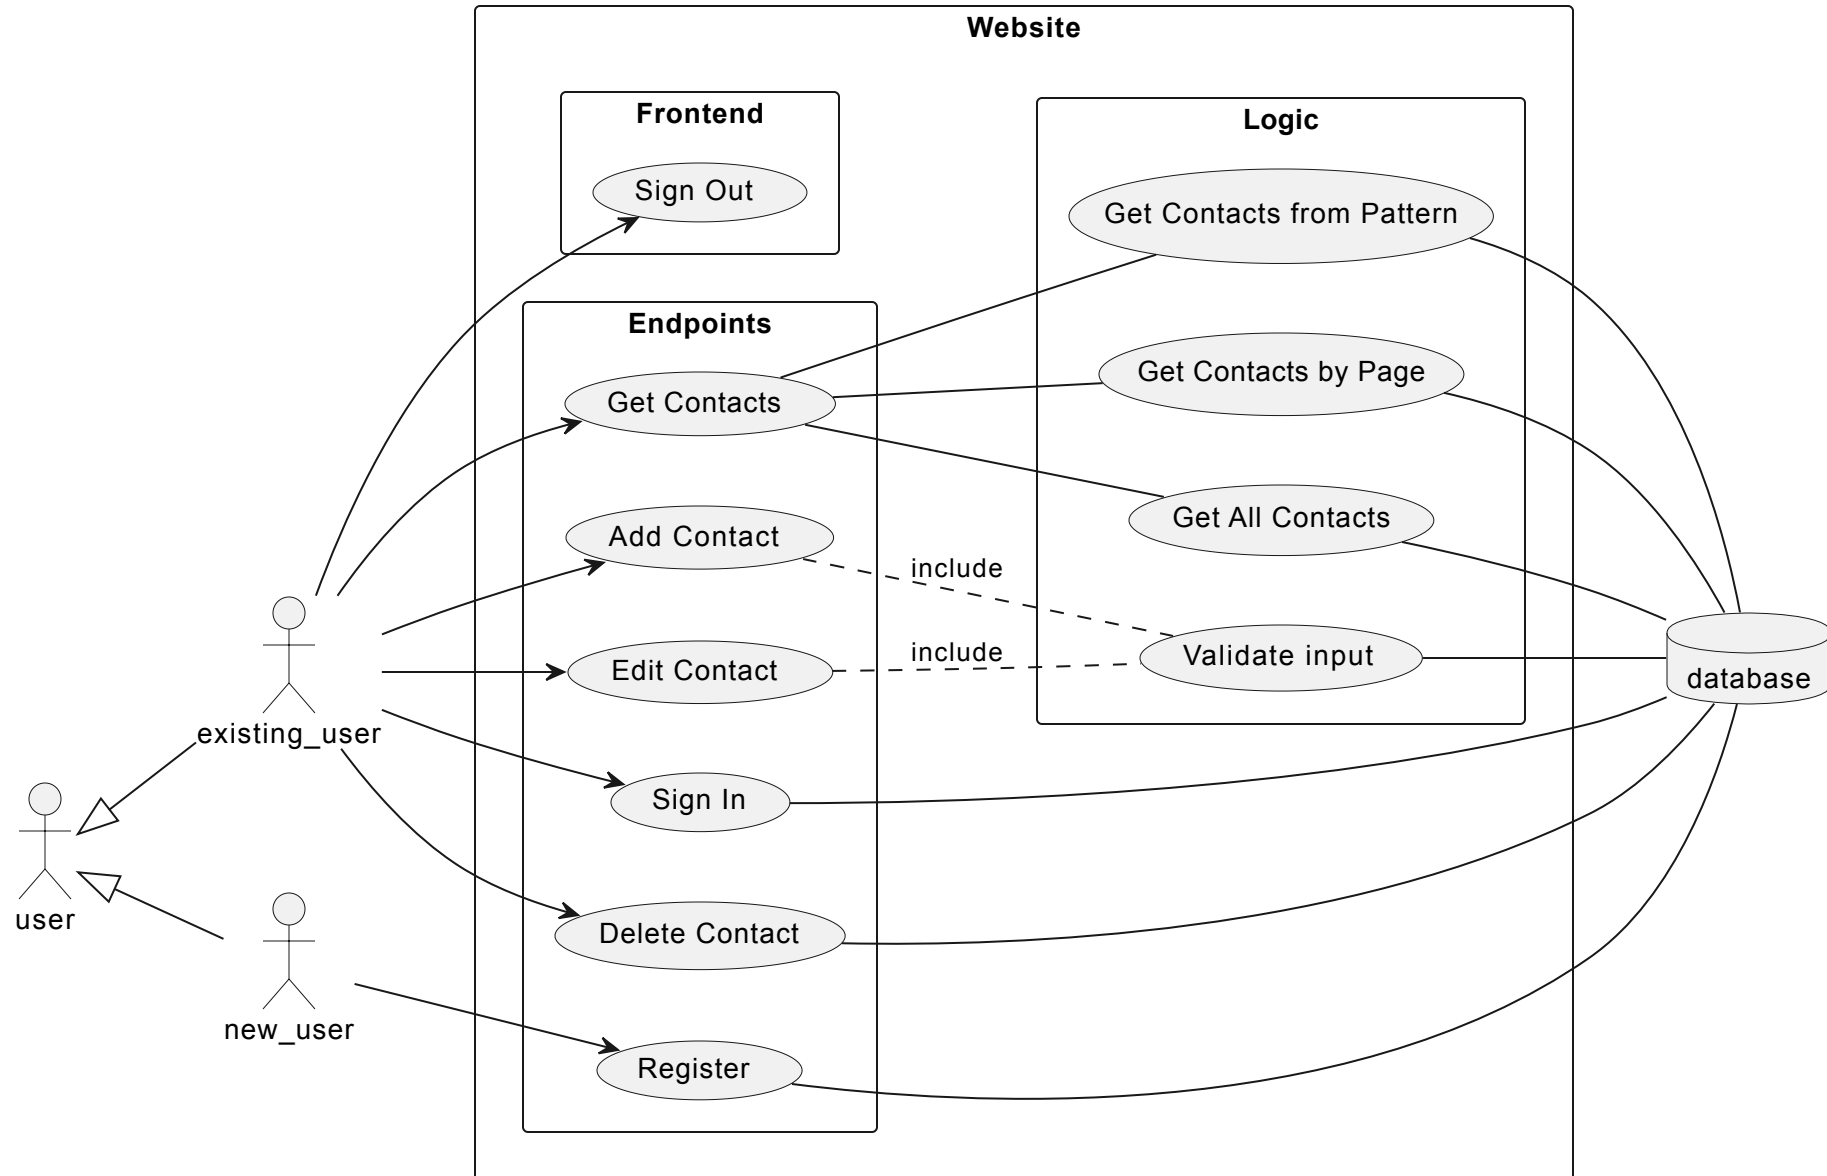 Website
Frontend
Sign Out
Logic
Get Contacts from Pattern
Get Contacts by Page
Get All Contacts
Validate input
Endpoints
Get Contacts
Add Contact
Edit Contact
Sign In
Delete Contact
Register
include
include
existing_user
user
new_user
database